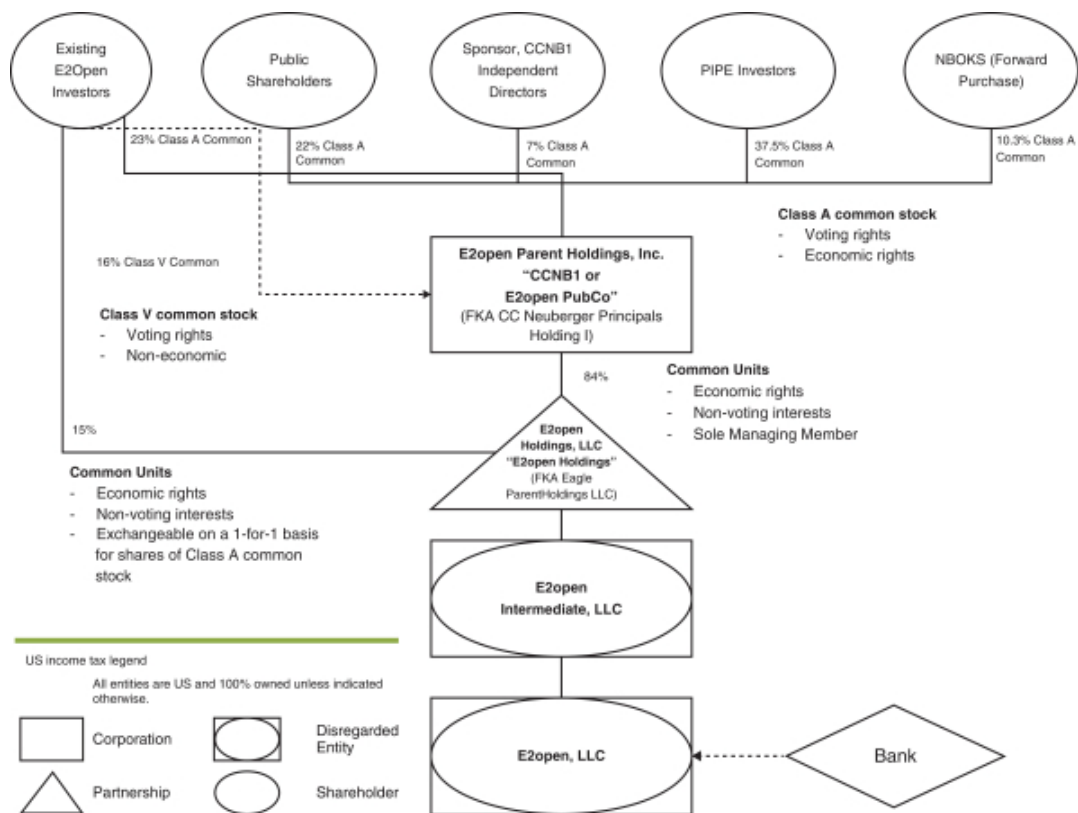 Existing
E2Open
Investors
Public
Shareholders
Sponsor, CCNB1
Independent
Directors
PIPE Investors
NBOKS (Forward
Purchase)
23% Class A Common
22% Class A
Common
7% Class A
Common
37.5% Class A
Common
10.3% Class A
Common
Class A common stock
- Voting rights
- Economic rights
E2open Parent Holdings, Inc.
“CCNB1 or
E2open PubCo”
(FKA CC Neuberger Principals
Holding I)
16% Class V Common
Class V common stock
- Voting rights
- Non-economic
84%
Common Units
- Economic rights
- Non-voting interests
- Sole Managing Member
15%
E2open
Holdings, LLC
"E2open Holdings"
(FKA Eagle
ParentHoldings LLC)
Common Units
- Economic rights
- Non-voting interests
- Exchangeable on a 1-for-1 basis
for shares of Class A common
stock
E2open
Intermediate, LLC
US income tax legend
All entities are US and 100% owned unless indicated
otherwise.
Corporation
Disregarded
Entity
Partnership
Shareholder
E2open, LLC
Bank